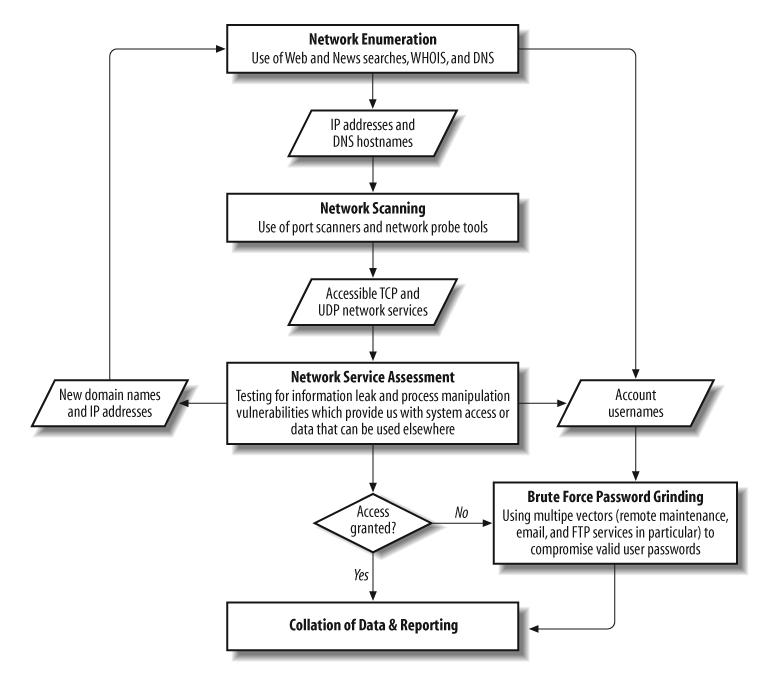 Network Enumeration
Use of Web and News searches, WHOIS, and DNS
IP addresses and
DNS hostnames
Network Scanning
Use of port scanners and network probe tools
Accessible TCP and
UDP network services
Network Service Assessment
Testing for information leak and process manipulation
vulnerabilities which provide us with system access or
data that can be used elsewhere
New domain names
and IP addresses
Account
usernames
Access
granted?
No
Yes
Brute Force Password Grinding
Using multipe vectors (remote maintenance,
email, and FTP services in particular) to
compromise valid user passwords
Collation of Data & Reporting